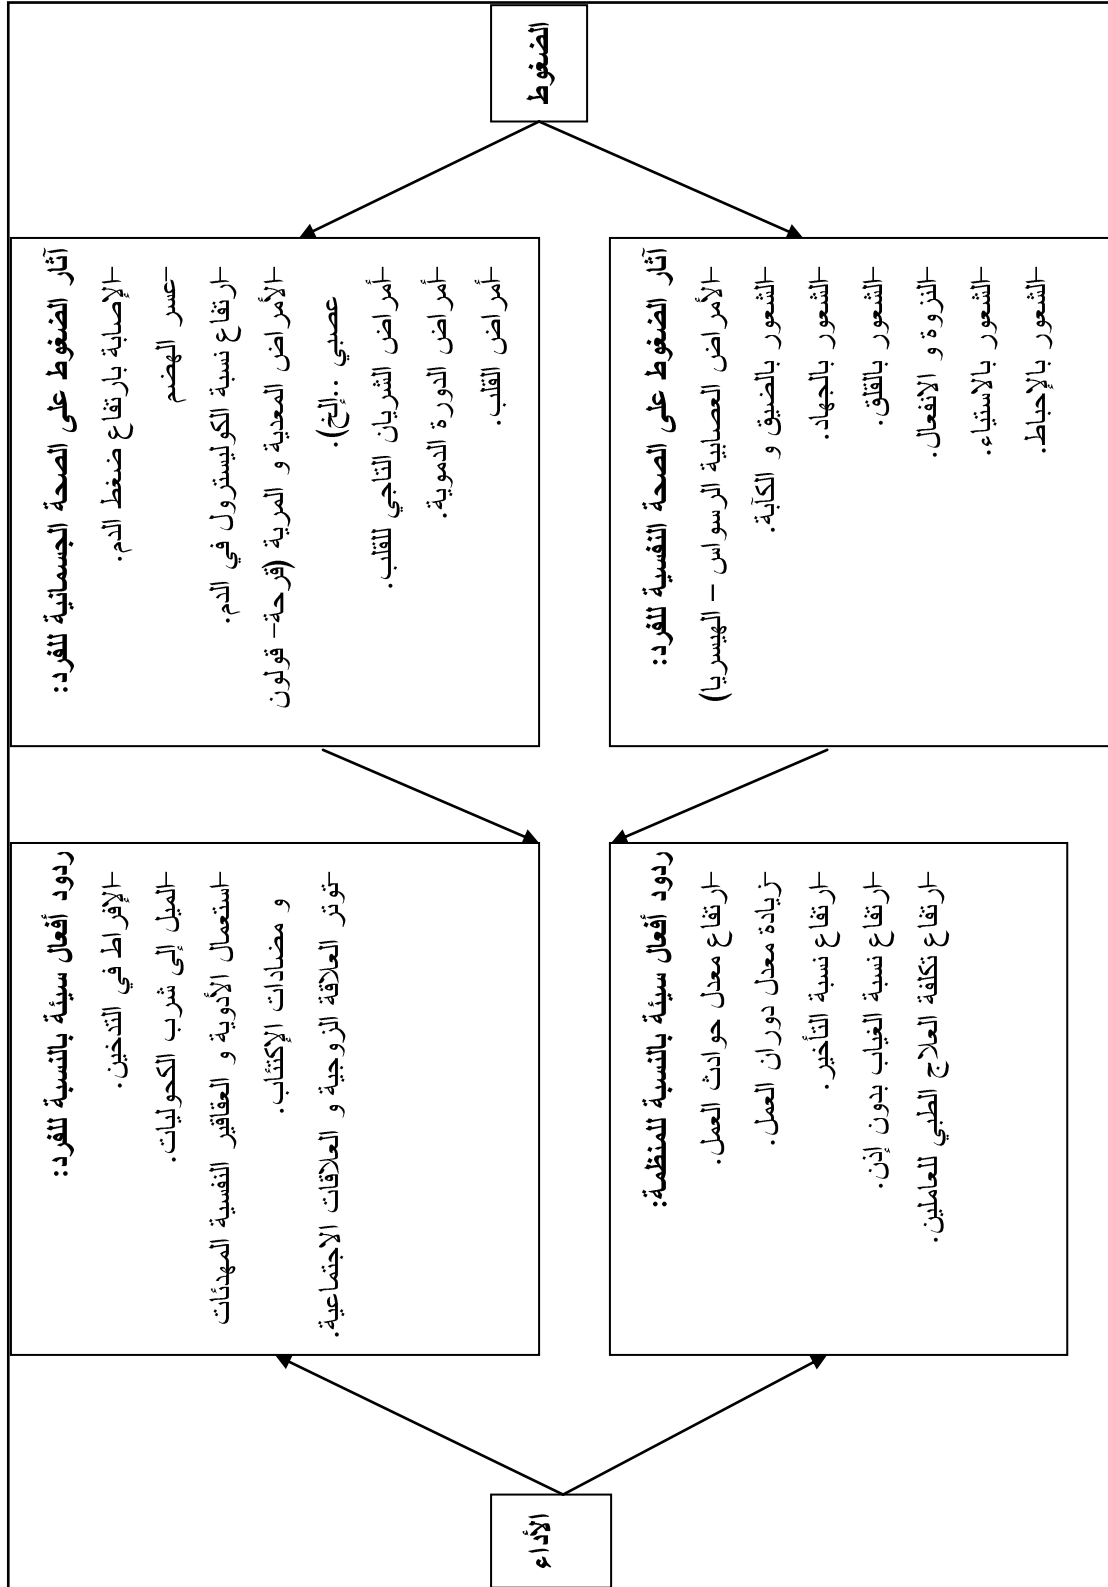 الضغوط
آثار الضغوط على الصحة الجسمانية للفرد:
-الإصابة بارتفاع ضغط الدم.
-عسر الهضم
-ارتفاع نسبة الكوليسترول في الدم.
-الأمراض المعدية و المرية (قرحة- قولون
عصبي ..إلخ).
-أمراض الشريان التاجي للقلب.
-أمراض الدورة الدموية.
-أمراض القلب.
آثار الضغوط على الصحة النفسية للفرد:
-الأمراض العصابية الرسواس – الهيسريا)
-الشعور بالضيق و الكآبة.
-الشعور بالجهاد.
-الشعور بالقلق.
-النزوة و الانفعال.
-الشعور بالاستياء.
-الشعور بالإحباط.
ردود أفعال سيئة بالنسبة للفرد:
-الإفراط في التدخين.
-الميل إلى شرب الكحوليات.
-استعمال الأدوية و العقاقير النفسية المهدئات
و مضادات الإكتئاب.
-توتر العلاقة الزوجية و العلاقات الاجتماعية.
ردود أفعال سيئة بالنسبة للمنظمة:
-ارتفاع معدل حوادث العمل.
-زيادة معدل دوران العمل.
-ارتفاع نسبة التأخير.
-ارتفاع نسبة الغياب بدون إذن.
-ارتفاع تكلفة العلاج الطبي للعاملين.
الأداء